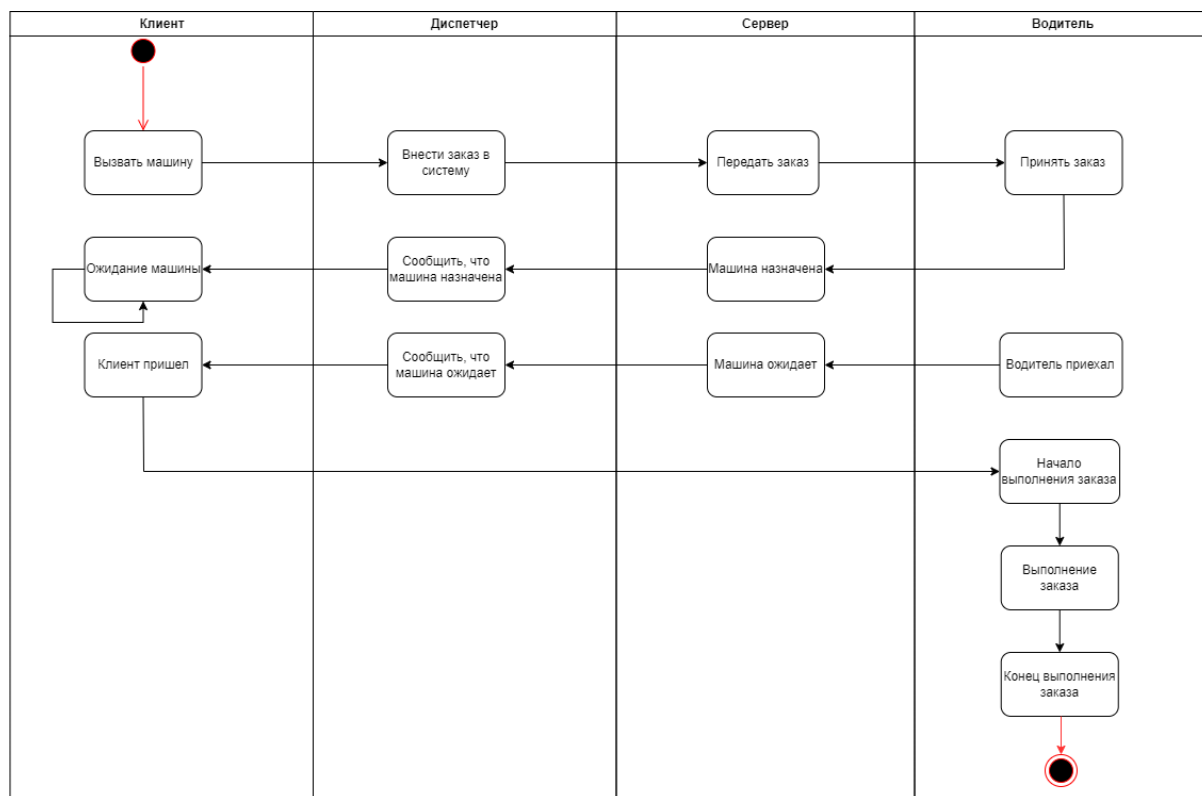 Клиент
Диспетчер
Сервер
Водитель
Вызвать машину
Внести заказ в
систему
Передать заказ
Принять заказ
Ожидание машины
Сообщить, что
машина назначена
Машина назначена
Клиент пришел
Сообщить, что
машина ожидает
Машина ожидает
Водитель приехал
Начало
выполнения заказа
Выполнение
заказа
Конец выполнения
заказа